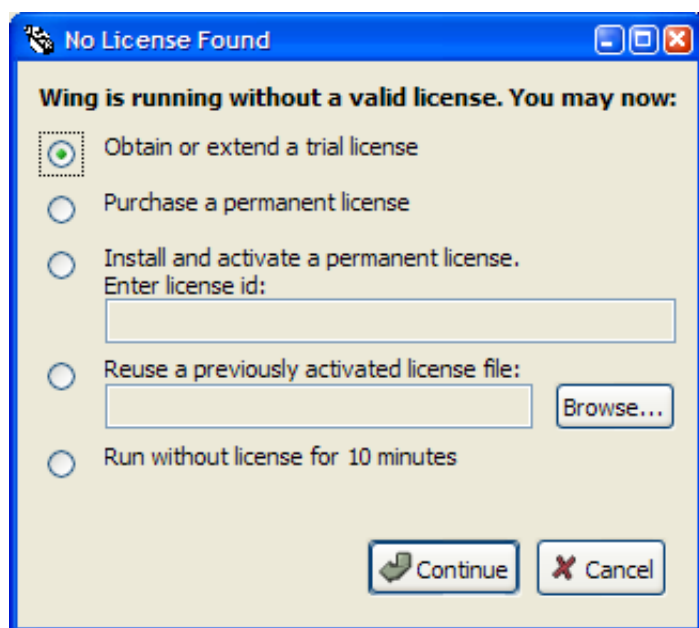 No License Found
Wing is running without a valid license. You may now:
Obtain or extend a trial license
Purchase a permanent license
Install and activate a permanent license.
Enter license id:
Reuse a previously activated license file:
Browse...
Run without license for 10 minutes
Continue Cancel